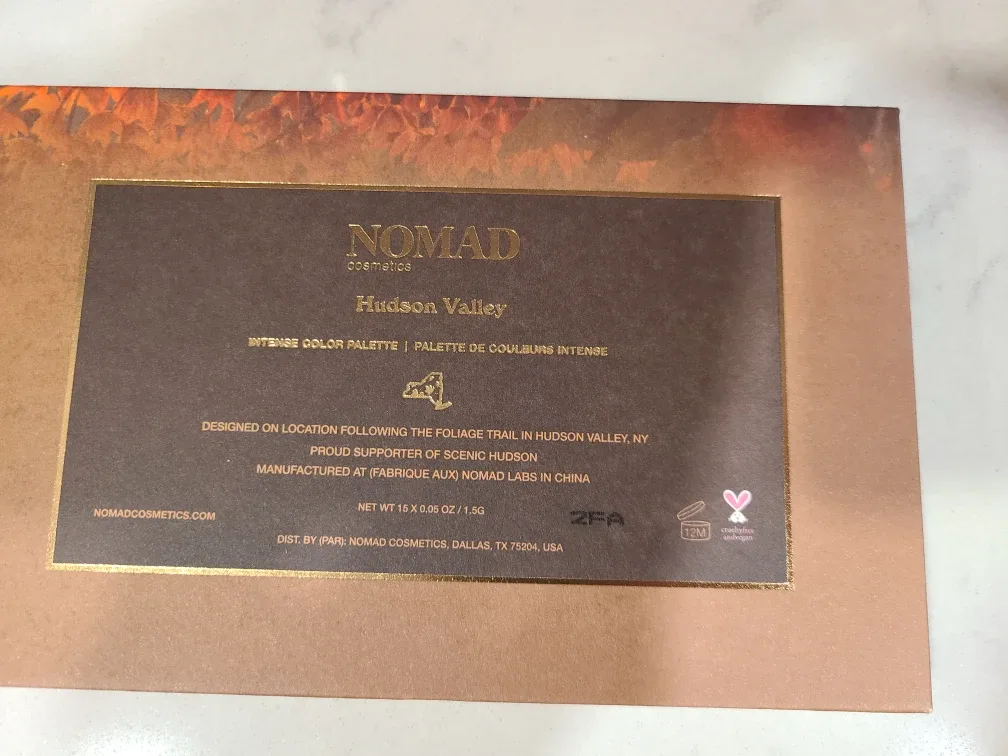 NOMAD
cosmetics
Hudson Valley
INTENSE COLOR PALETTE | PALETTE DE COULEURS INTENSE
DESIGNED ON LOCATION FOLLOWING THE FOLIAGE TRAIL IN HUDSON VALLEY, NY
PROUD SUPPORTER OF SCENIC HUDSON
MANUFACTURED AT (FABRIQUE AUX) NOMAD LABS IN CHINA
NET WT 15 X 0.05 OZ / 1.5G
NOMADCOSMETICS.COM
2FA
12M
crueltyfree
andvegan
DIST. BY (PAR): NOMAD COSMETICS, DALLAS, TX 75204, USA